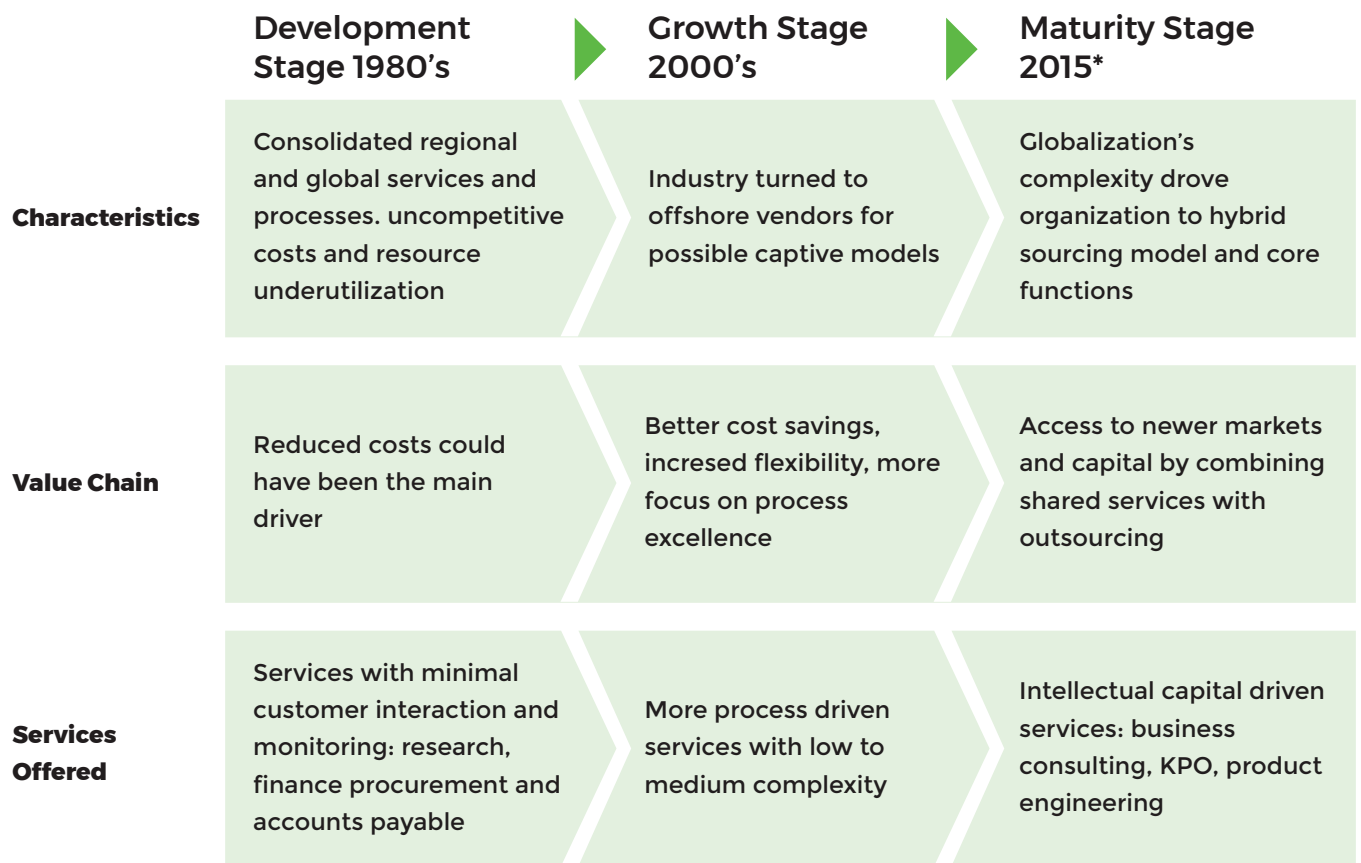 Development
Stage 1980's
Growth Stage
2000's
Maturity Stage
2015*
Characteristics
Consolidated regional
and global services and
processes. uncompetitive
costs and resource
underutilization
Industry turned to
offshore vendors for
possible captive models
Globalization's
complexity drove
organization to hybrid
sourcing model and core
functions
Value Chain
Reduced costs could
have been the main
driver
Better cost savings,
incresed flexibility, more
focus on process
excellence
Access to newer markets
and capital by combining
shared services with
outsourcing
Services
Offered
Services with minimal
customer interaction and
monitoring: research,
finance procurement and
accounts payable
More process driven
services with low to
medium complexity
Intellectual capital driven
services: business
consulting, KPO, product
engineering